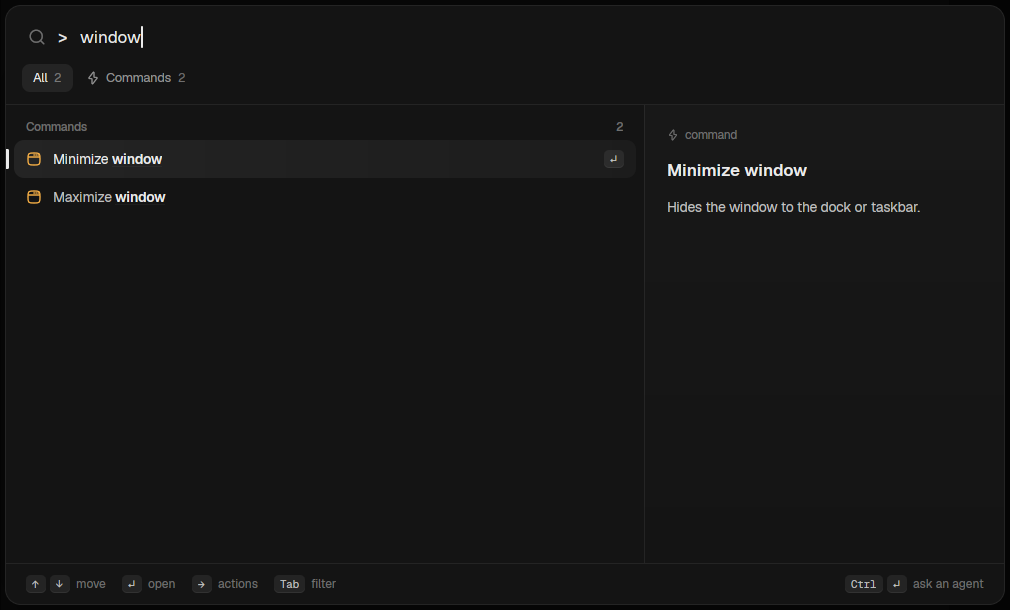 > window
All 2 Commands 2
Commands 2
Minimize window
Maximize window
command
Minimize window
Hides the window to the dock or taskbar.
↑ ↓ move ↵ open → actions Tab filter Ctrl ↵ ask an agent